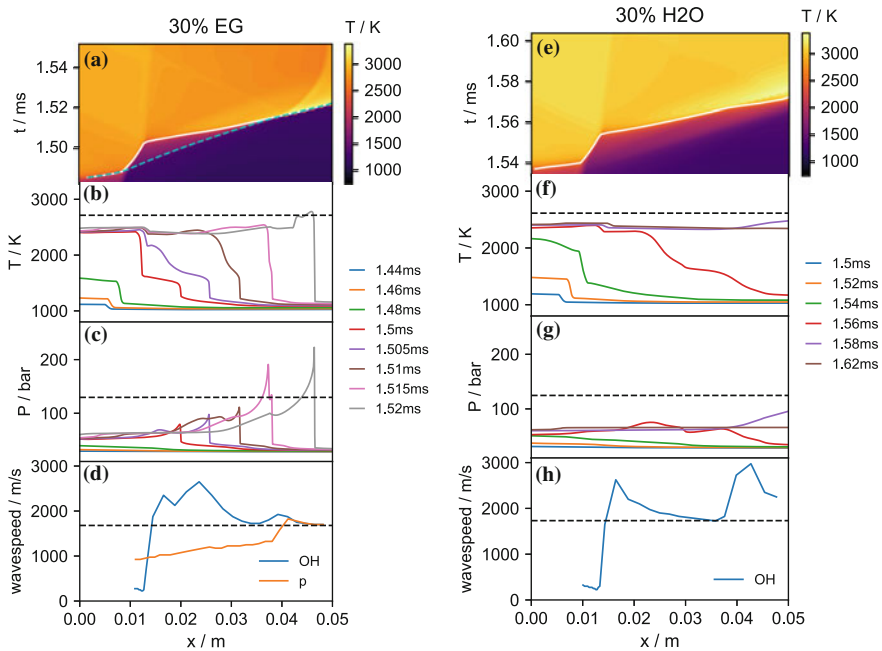 30% EG
T / K
(a)
t / ms
1.54
1.52
1.50
3000
2000
1000
(b)
T / K
3000
2000
1000
(c)
P / bar
200
100
1.44ms
1.46ms
1.48ms
1.5ms
1.505ms
1.51ms
1.515ms
1.52ms
(d)
wavespeed / m/s
3000
2000
1000
0
OH
p
0.00 0.01 0.02 0.03 0.04 0.05
x / m
30% H2O
T / K
(e)
t / ms
1.60
1.58
1.56
1.54
3000
2000
1000
(f)
T / K
3000
2000
1000
(g)
P / bar
200
100
1.5ms
1.52ms
1.54ms
1.56ms
1.58ms
1.62ms
(h)
wavespeed / m/s
3000
2000
1000
0
OH
0.00 0.01 0.02 0.03 0.04 0.05
x / m